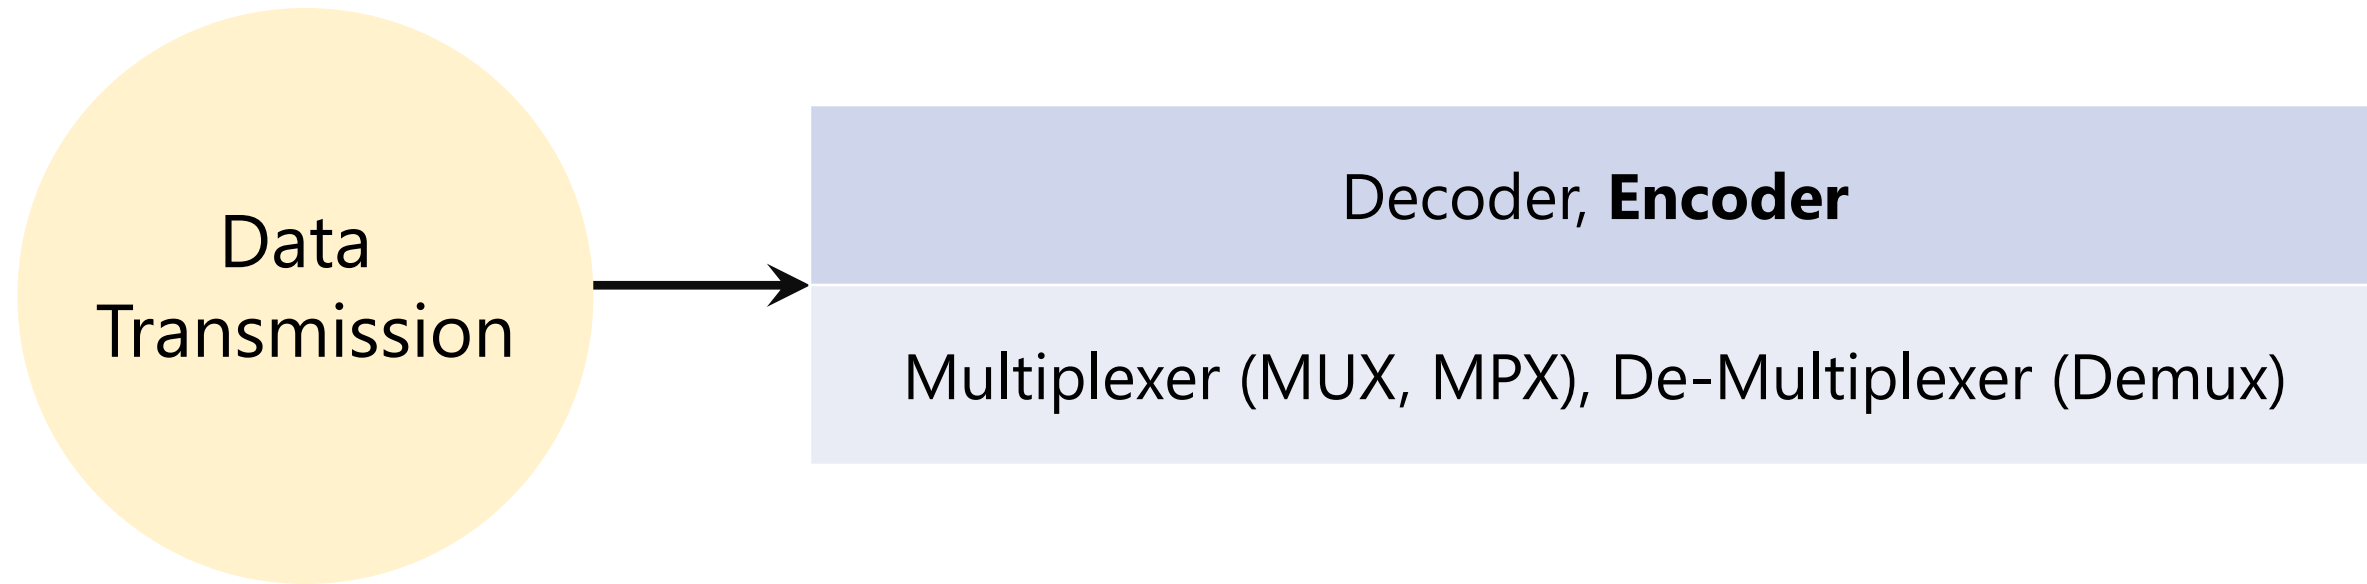 Data
Transmission
Decoder, Encoder
Multiplexer (MUX, MPX), De-Multiplexer (Demux)